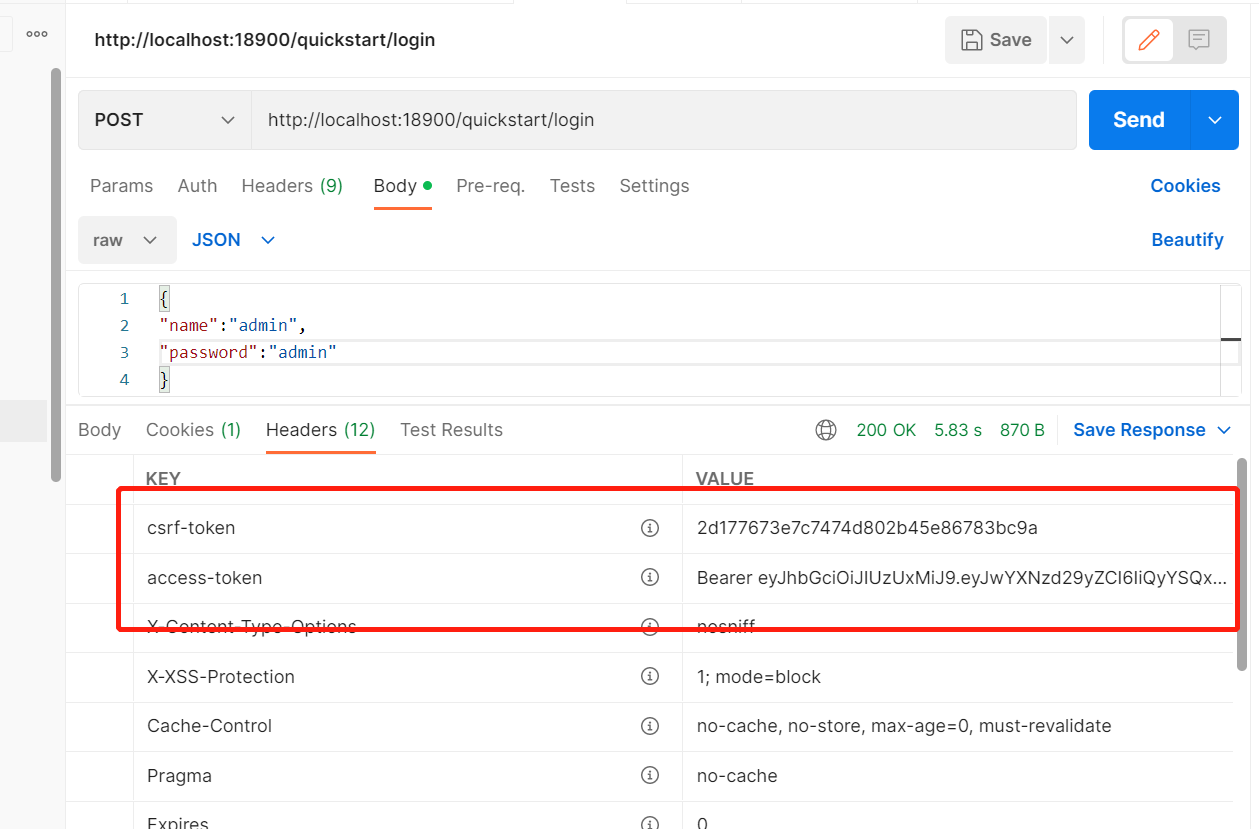 http://localhost:18900/quickstart/login
Save
POST
http://localhost:18900/quickstart/login
Send
Params Auth Headers (9) Body Pre-req. Tests Settings Cookies
raw JSON Beautify
1 {
2 "name":"admin",
3 "password":"admin"
4 }
Body Cookies (1) Headers (12) Test Results 200 OK 5.83 s 870 B Save Response
KEY VALUE
csrf-token 2d177673e7c7474d802b45e86783bc9a
access-token Bearer eyJhbGciOiJIUzUxMiJ9.eyJwYXNzd29yZCI6IiQyYSQx...
X-Content-Type-Options nosniff
X-XSS-Protection 1; mode=block
Cache-Control no-cache, no-store, max-age=0, must-revalidate
Pragma no-cache
Expires 0